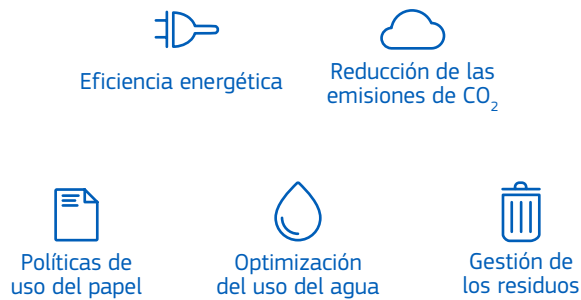 Eficiencia energética
Reducción de las
emisiones de CO₂
Políticas de
uso del papel
Optimización
del uso del agua
Gestión de
los residuos